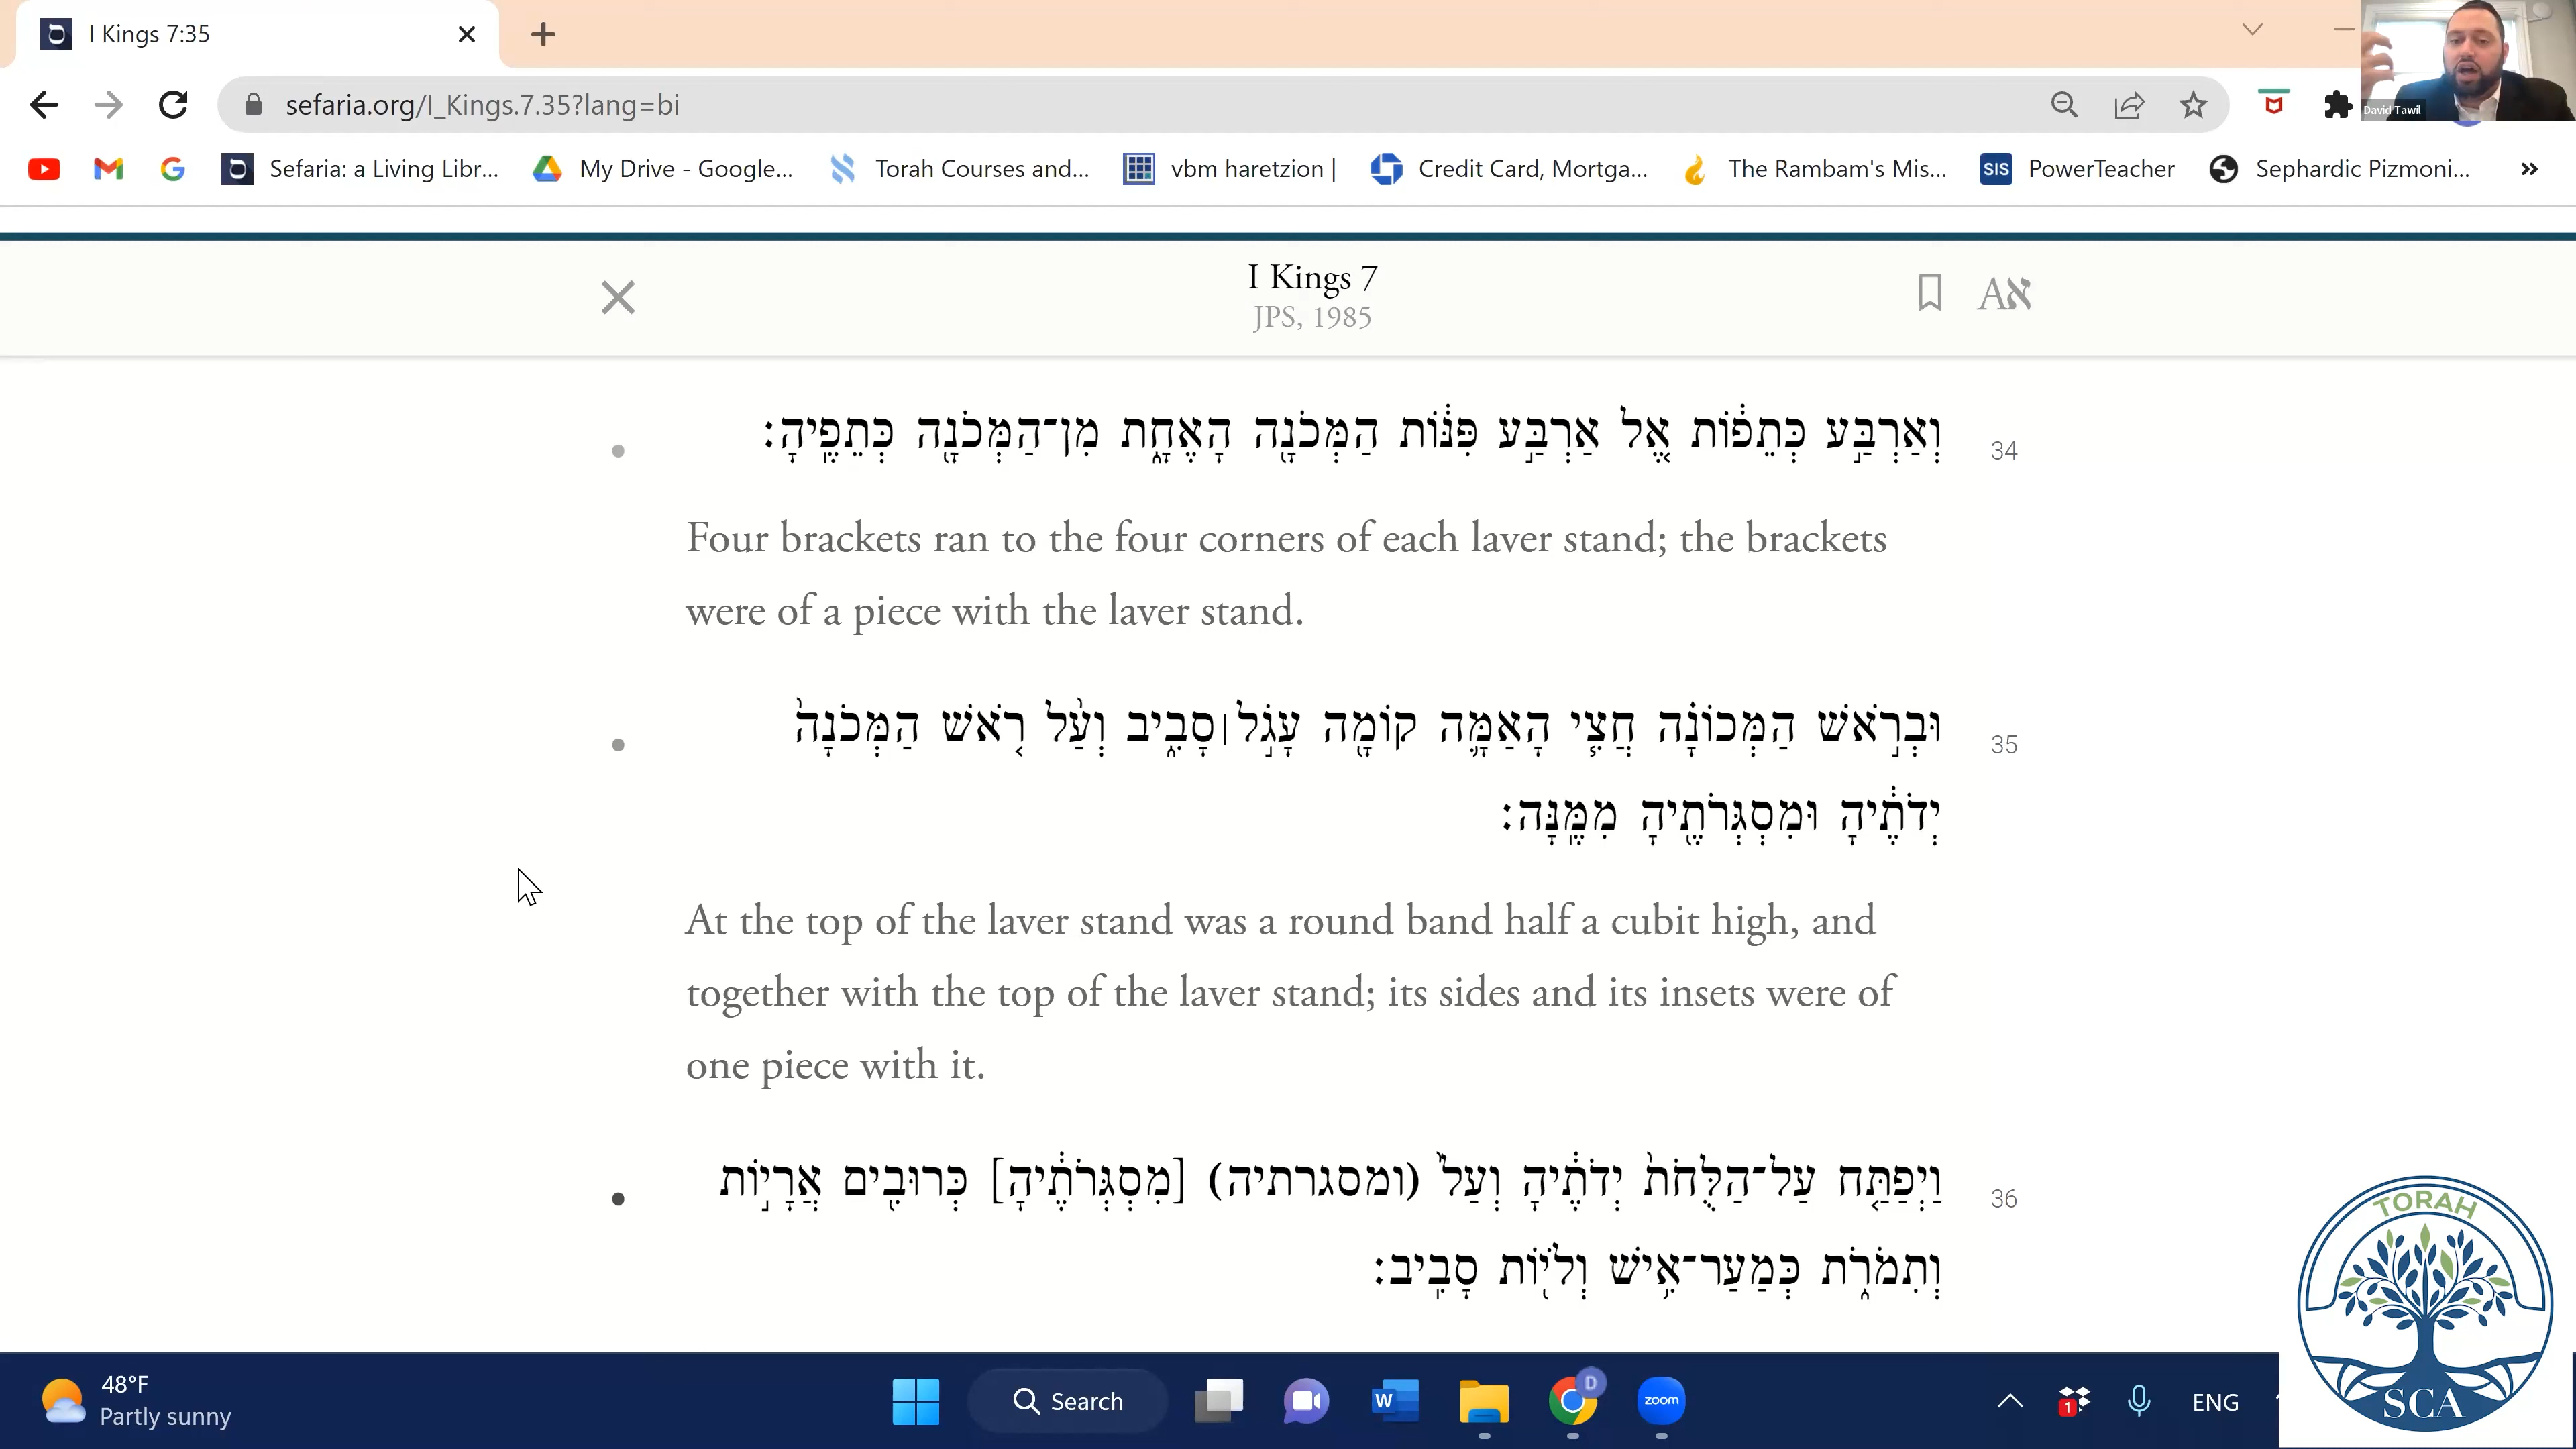 I Kings 7:35
sefaria.org/I_Kings.7.35?lang=bi
David Tawil
Sefaria: a Living Libr...
My Drive - Google...
Torah Courses and...
vbm haretzion |
Credit Card, Mortga...
The Rambam's Mis...
SIS PowerTeacher
Sephardic Pizmoni...
I Kings 7
JPS, 1985
Aא
וְאַרְבַּ֣ע כְּתֵפ֔וֹת אֶ֚ל אַרְבַּ֣ע פִּנּ֔וֹת הַמְּכֹנָ֖ה הָאֶחָ֑ת מִן־הַמְּכֹנָ֖ה כְּתֵפֶֽיהָ׃
34
Four brackets ran to the four corners of each laver stand; the brackets
were of a piece with the laver stand.
וּבְרֹ֣אשׁ הַמְּכוֹנָ֗ה חֲצִ֧י הָאַמָּ֛ה קוֹמָ֖ה עָגֹ֣ל׀סָבִ֑יב וְעַ֨ל רֹ֤אשׁ הַמְּכֹנָה֙
35
יְדֹתֶ֔יהָ וּמִסְגְּרֹתֶ֖יהָ מִמֶּֽנָּה׃
At the top of the laver stand was a round band half a cubit high, and
together with the top of the laver stand; its sides and its insets were of
one piece with it.
וַיְפַתַּ֤ח עַל־הַלֻּחֹת֙ יְדֹתֶ֔יהָ וְעַל֙ (ומסגרתיה) [מִסְגְּרֹתֶ֔יהָ] כְּרוּבִ֖ים אֲרָי֣וֹת
36
וְתִמֹרֹ֑ת כְּמַעַר־אִ֥ישׁ וְלֹי֖וֹת סָבִֽיב׃
48°F
Partly sunny
Search
W
D
zoom
1
ENG
TORAH
SCA